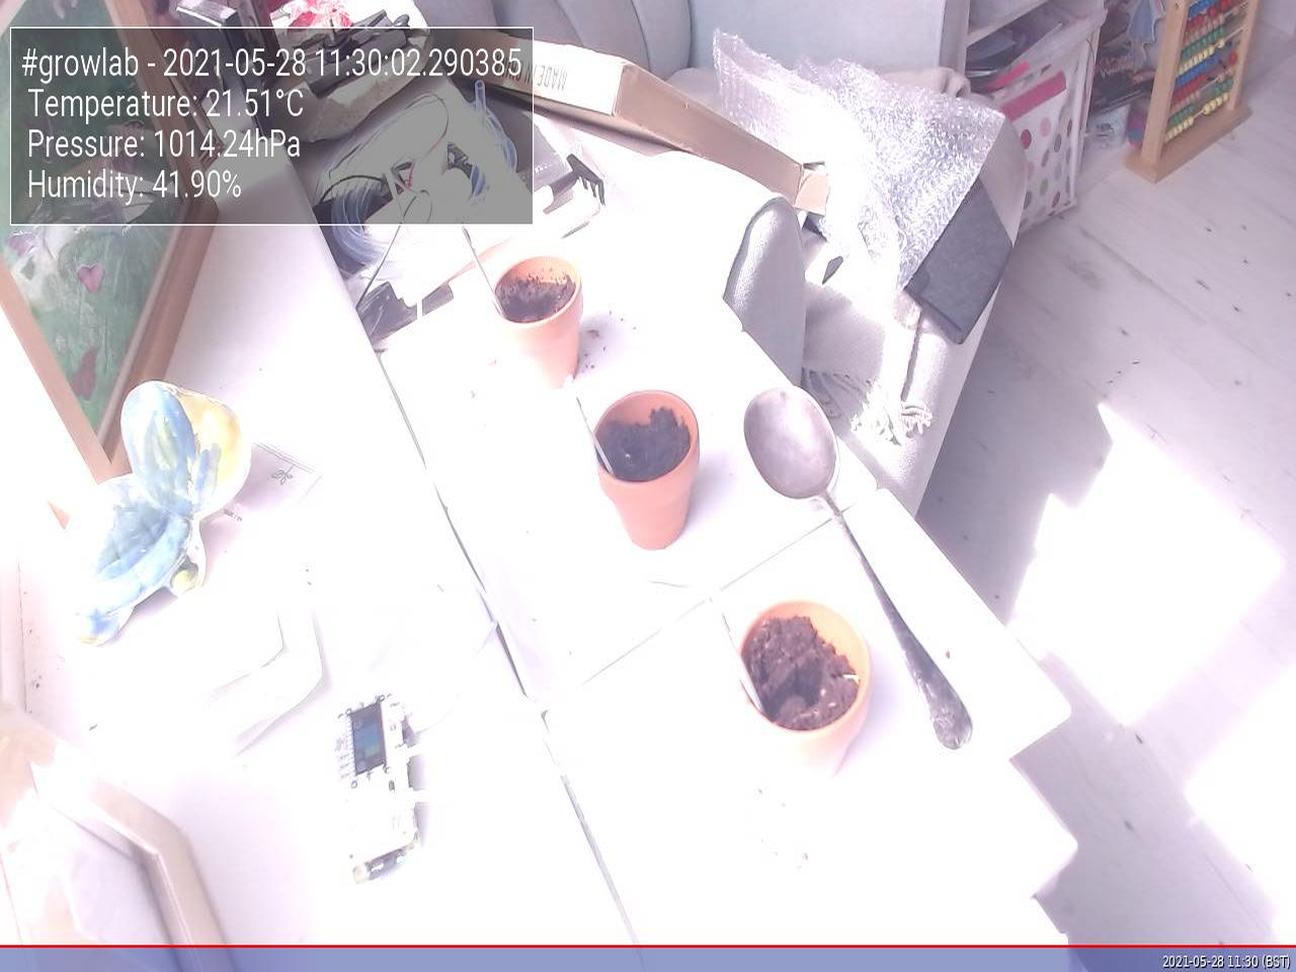 #growlab - 2021-05-28 11:30:02.290385
Temperature: 21.51°C
Pressure: 1014.24hPa
Humidity: 41.90%
2021-05-28 11:30 (BST)